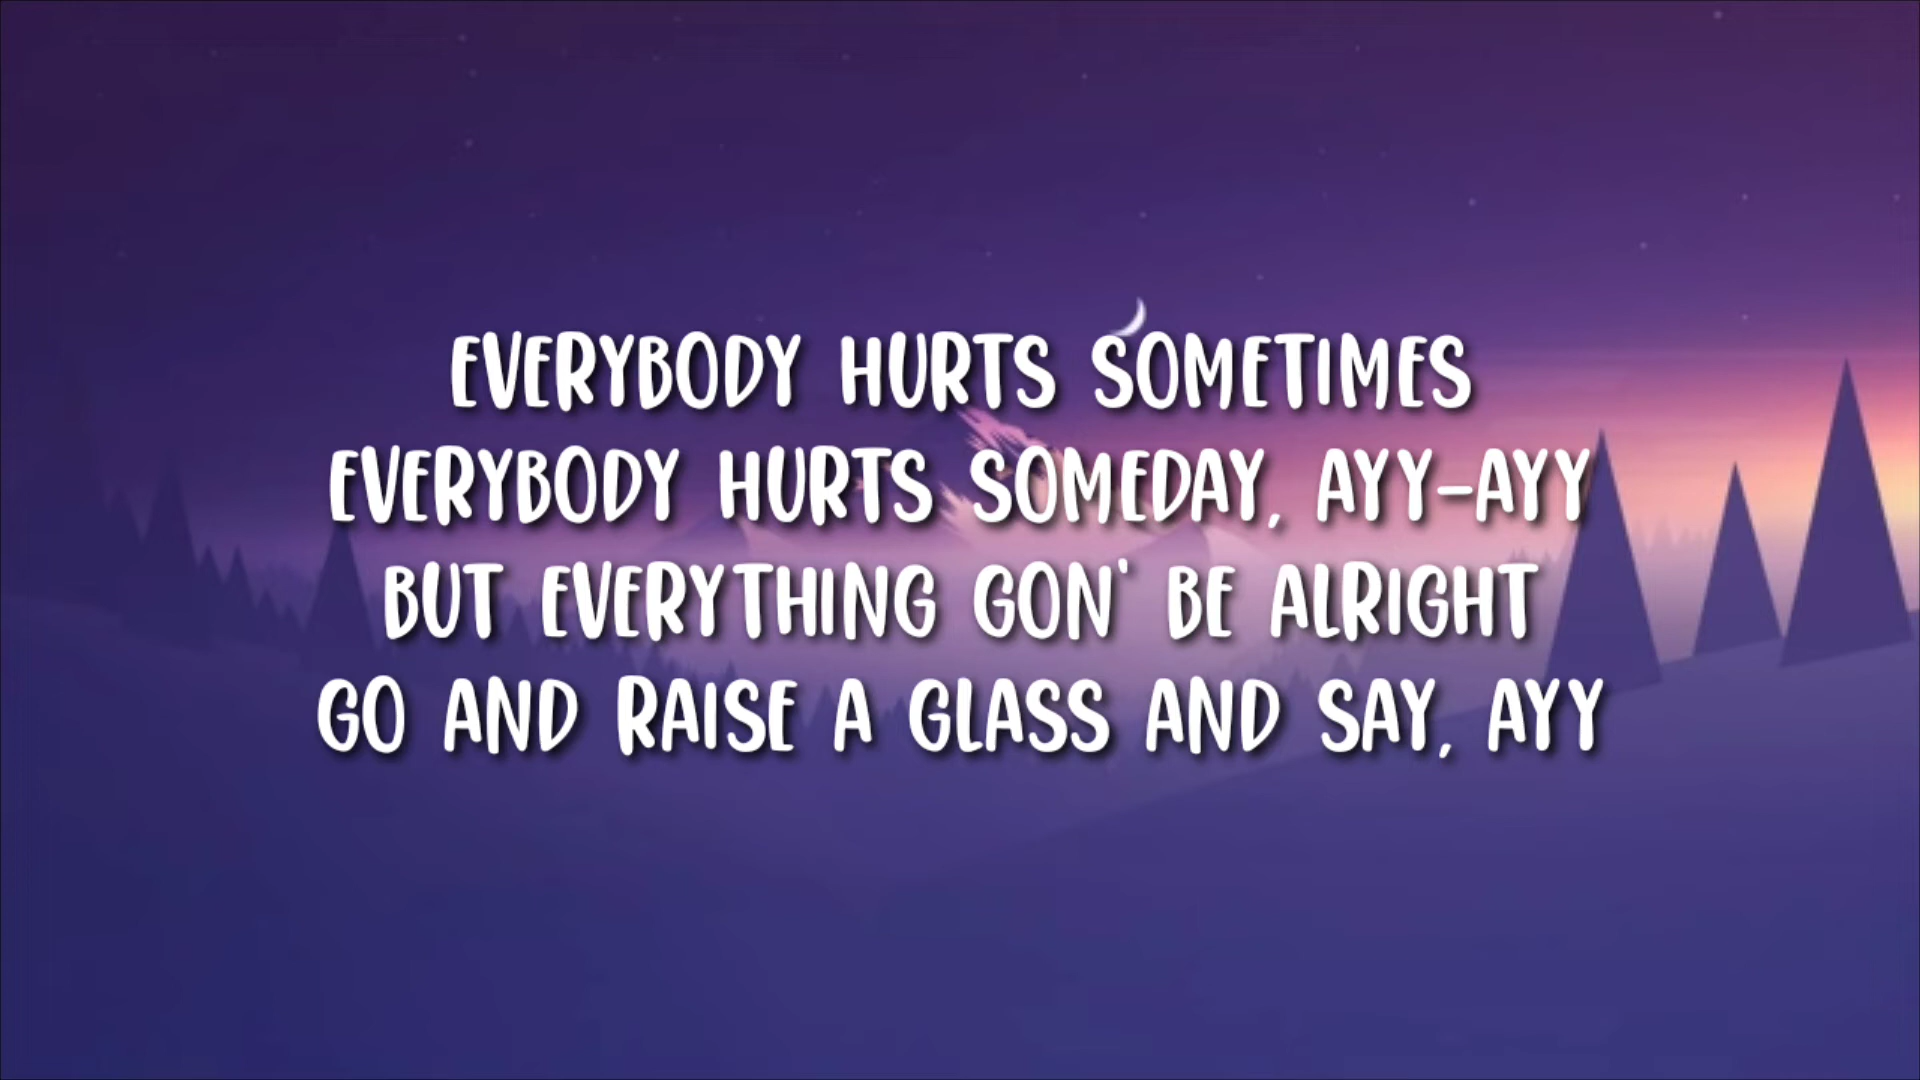 EVERYBODY HURTS SOMETIMES
EVERYBODY HURTS SOMEDAY, AYY-AYY
BUT EVERYTHING GON' BE ALRIGHT
GO AND RAISE A GLASS AND SAY, AYY